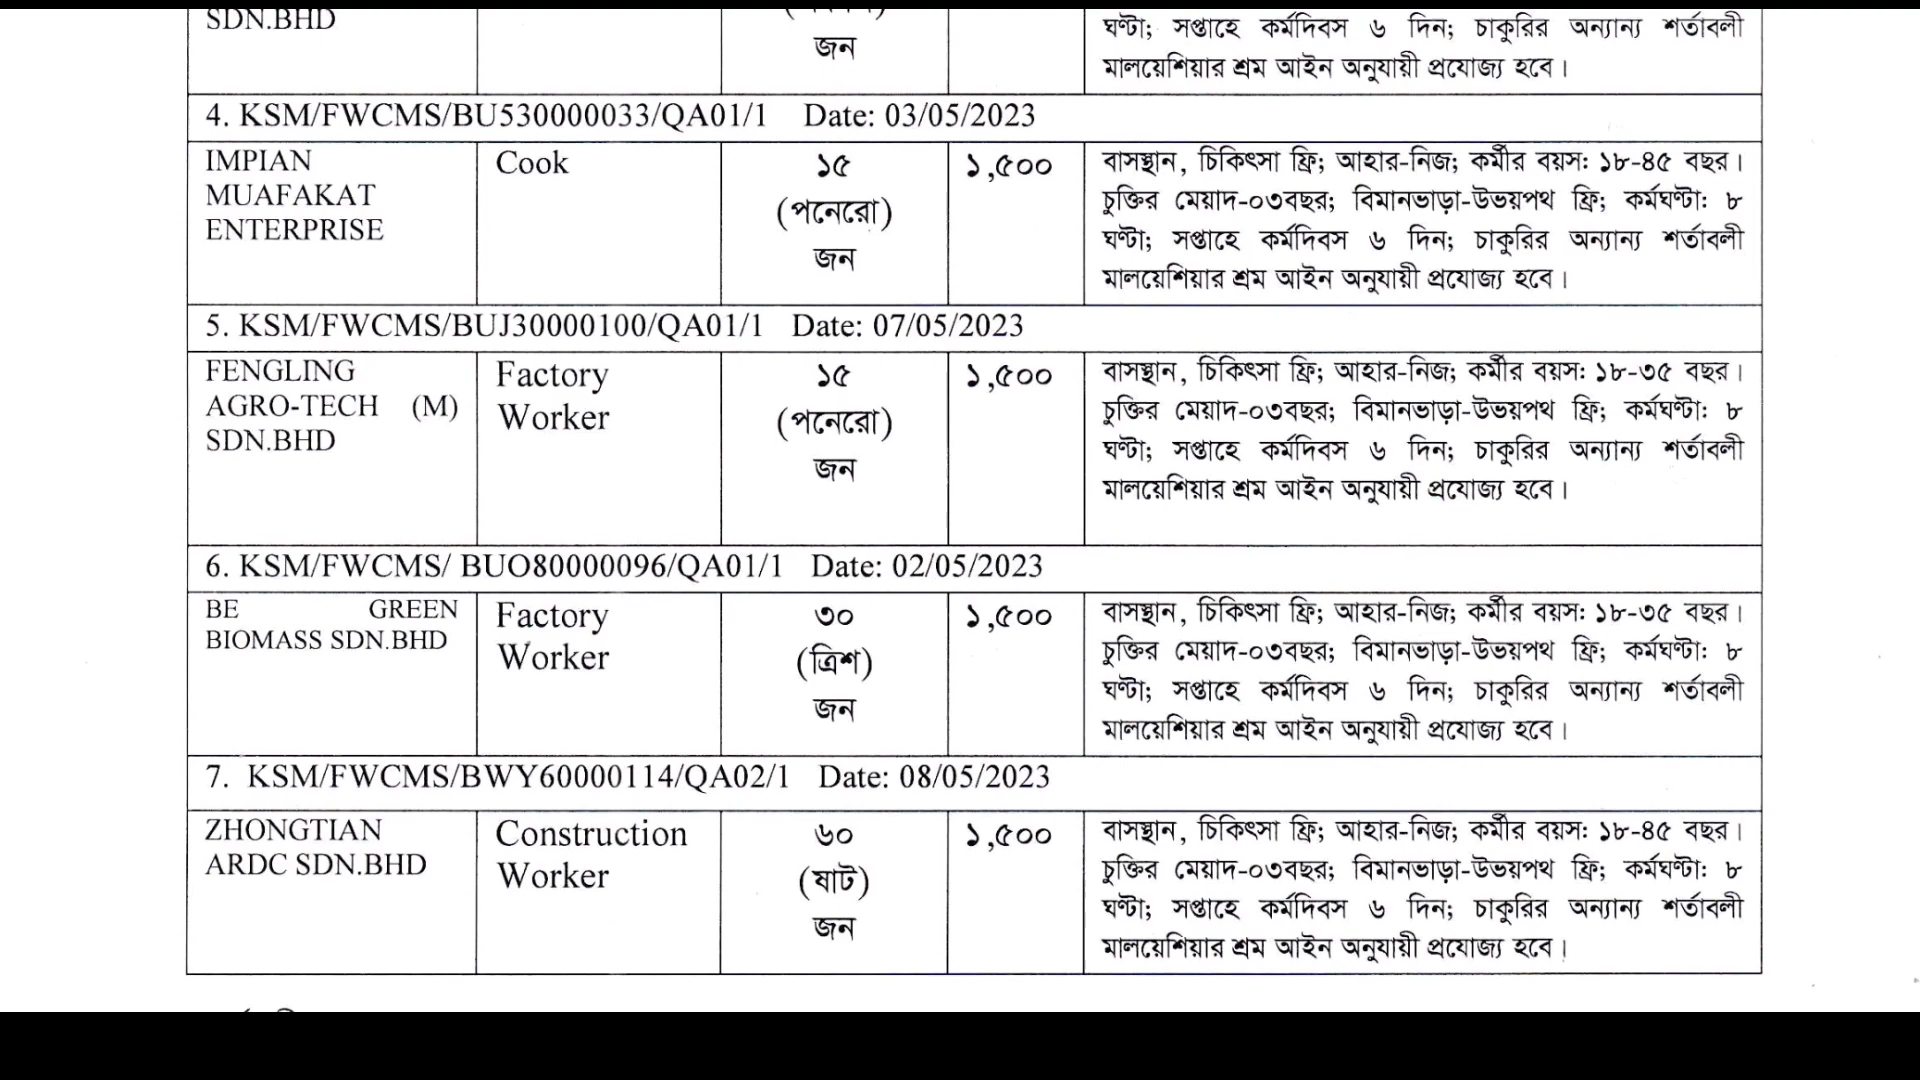 SDN.BHD
জন
ঘণ্টা; সপ্তাহে কর্মদিবস ৬ দিন; চাকুরির অন্যান্য শর্তাবলী
মালয়েশিয়ার শ্রম আইন অনুযায়ী প্রযোজ্য হবে।
4. KSM/FWCMS/BU530000033/QA01/1 Date: 03/05/2023
IMPIAN
MUAFAKAT
ENTERPRISE
Cook
১৫
(পনেরো)
জন
১,৫০০
বাসস্থান, চিকিৎসা ফ্রি; আহার-নিজ; কর্মীর বয়স: ১৮-৪৫ বছর।
চুক্তির মেয়াদ-০৩বছর; বিমানভাড়া-উভয়পথ ফ্রি; কর্মঘণ্টা: ৮
ঘণ্টা; সপ্তাহে কর্মদিবস ৬ দিন; চাকুরির অন্যান্য শর্তাবলী
মালয়েশিয়ার শ্রম আইন অনুযায়ী প্রযোজ্য হবে।
5. KSM/FWCMS/BUJ30000100/QA01/1 Date: 07/05/2023
FENGLING
AGRO-TECH (M)
SDN.BHD
Factory
Worker
১৫
(পনেরো)
জন
১,৫০০
বাসস্থান, চিকিৎসা ফ্রি; আহার-নিজ; কর্মীর বয়স: ১৮-৩৫ বছর।
চুক্তির মেয়াদ-০৩বছর; বিমানভাড়া-উভয়পথ ফ্রি; কর্মঘণ্টা: ৮
ঘণ্টা; সপ্তাহে কর্মদিবস ৬ দিন; চাকুরির অন্যান্য শর্তাবলী
মালয়েশিয়ার শ্রম আইন অনুযায়ী প্রযোজ্য হবে।
6. KSM/FWCMS/ BUO80000096/QA01/1 Date: 02/05/2023
BE GREEN
BIOMASS SDN.BHD
Factory
Worker
৩০
(ত্রিশ)
জন
১,৫০০
বাসস্থান, চিকিৎসা ফ্রি; আহার-নিজ; কর্মীর বয়স: ১৮-৩৫ বছর।
চুক্তির মেয়াদ-০৩বছর; বিমানভাড়া-উভয়পথ ফ্রি; কর্মঘণ্টা: ৮
ঘণ্টা; সপ্তাহে কর্মদিবস ৬ দিন; চাকুরির অন্যান্য শর্তাবলী
মালয়েশিয়ার শ্রম আইন অনুযায়ী প্রযোজ্য হবে।
7. KSM/FWCMS/BWY60000114/QA02/1 Date: 08/05/2023
ZHONGTIAN
ARDC SDN.BHD
Construction
Worker
৬০
(ষাট)
জন
১,৫০০
বাসস্থান, চিকিৎসা ফ্রি; আহার-নিজ; কর্মীর বয়স: ১৮-৪৫ বছর।
চুক্তির মেয়াদ-০৩বছর; বিমানভাড়া-উভয়পথ ফ্রি; কর্মঘণ্টা: ৮
ঘণ্টা; সপ্তাহে কর্মদিবস ৬ দিন; চাকুরির অন্যান্য শর্তাবলী
মালয়েশিয়ার শ্রম আইন অনুযায়ী প্রযোজ্য হবে।